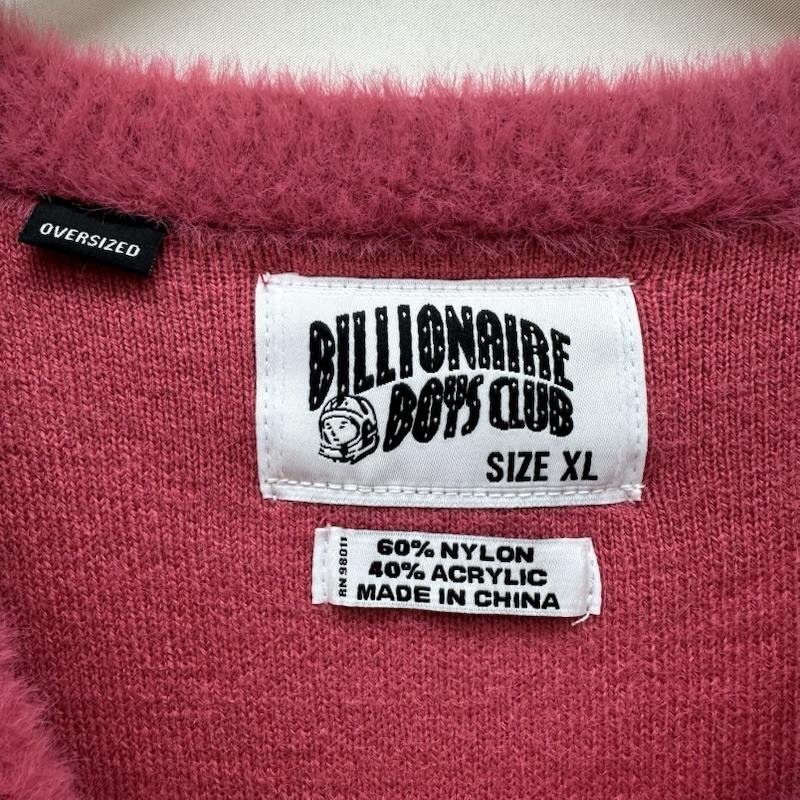 OVERSIZED
BILLIONAIRE
BOYS CLUB
SIZE XL
RN 98011
60% NYLON
40% ACRYLIC
MADE IN CHINA